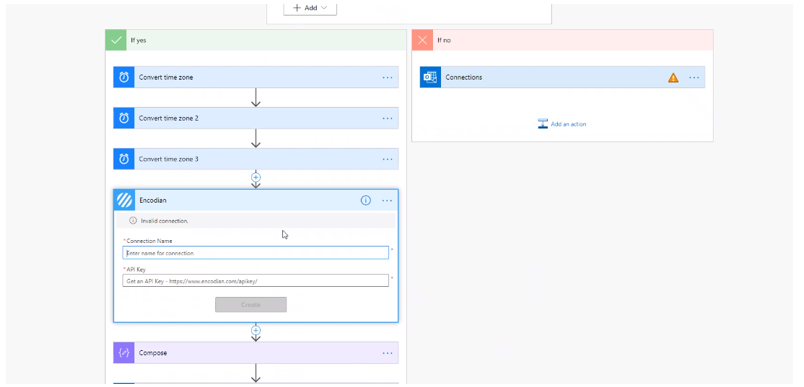 + Add
If yes
If no
Convert time zone
Connections
Convert time zone 2
Add an action
Convert time zone 3
Encodian
Invalid connection.
* Connection Name
Enter name for connection
* API Key
Get an API Key - https://www.encodian.com/apikey/
Create
Compose